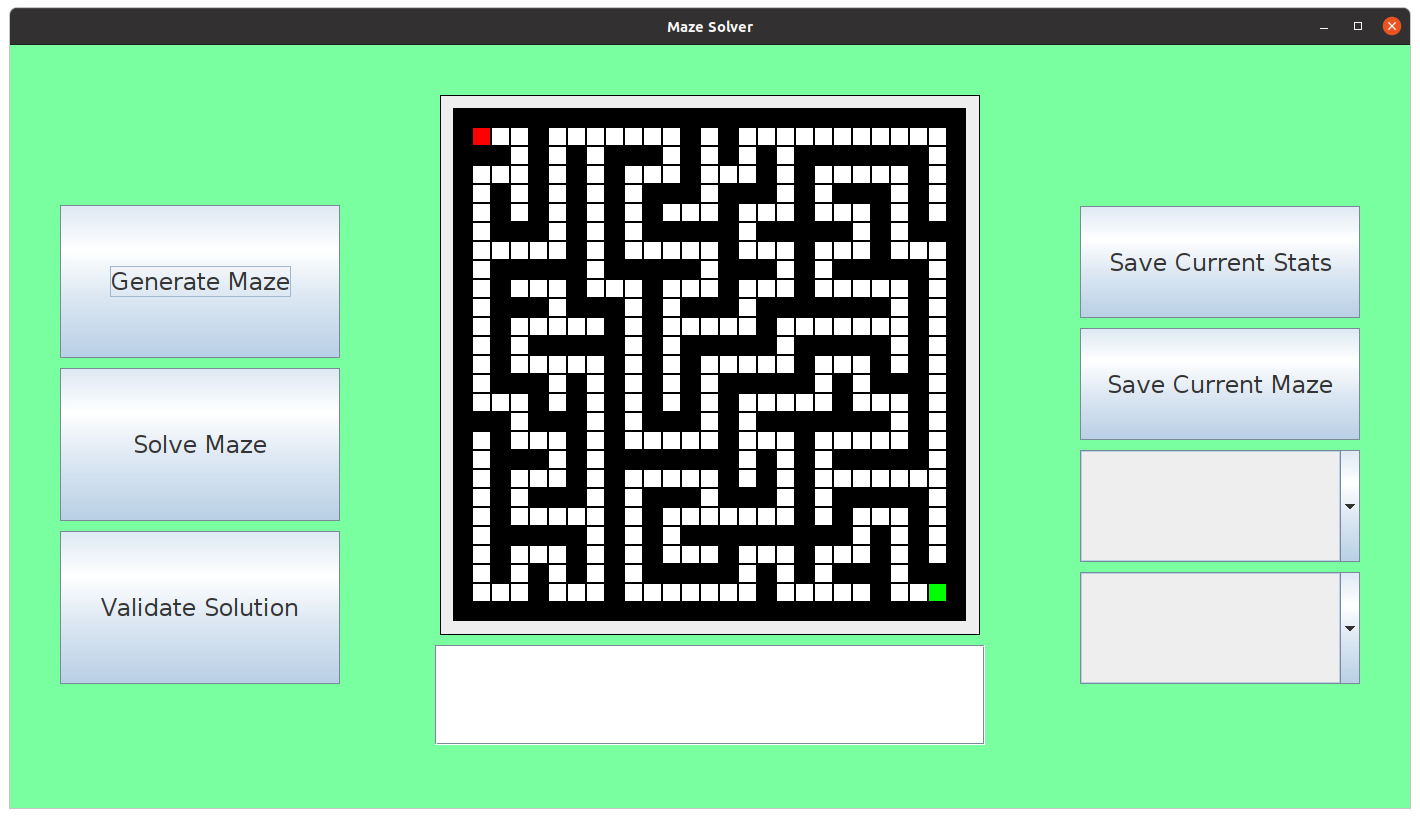 Maze Solver
Generate Maze
Solve Maze
Validate Solution
Save Current Stats
Save Current Maze